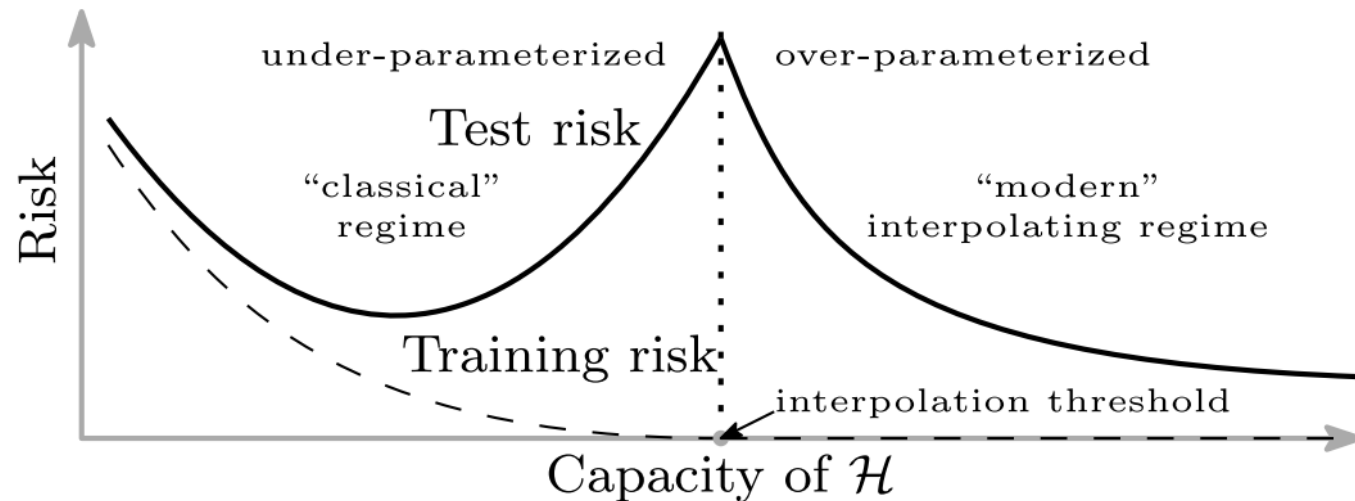 under-parameterized
over-parameterized
Test risk
“classical”
regime
“modern”
interpolating regime
Risk
Training risk
interpolation threshold
Capacity of ℋ